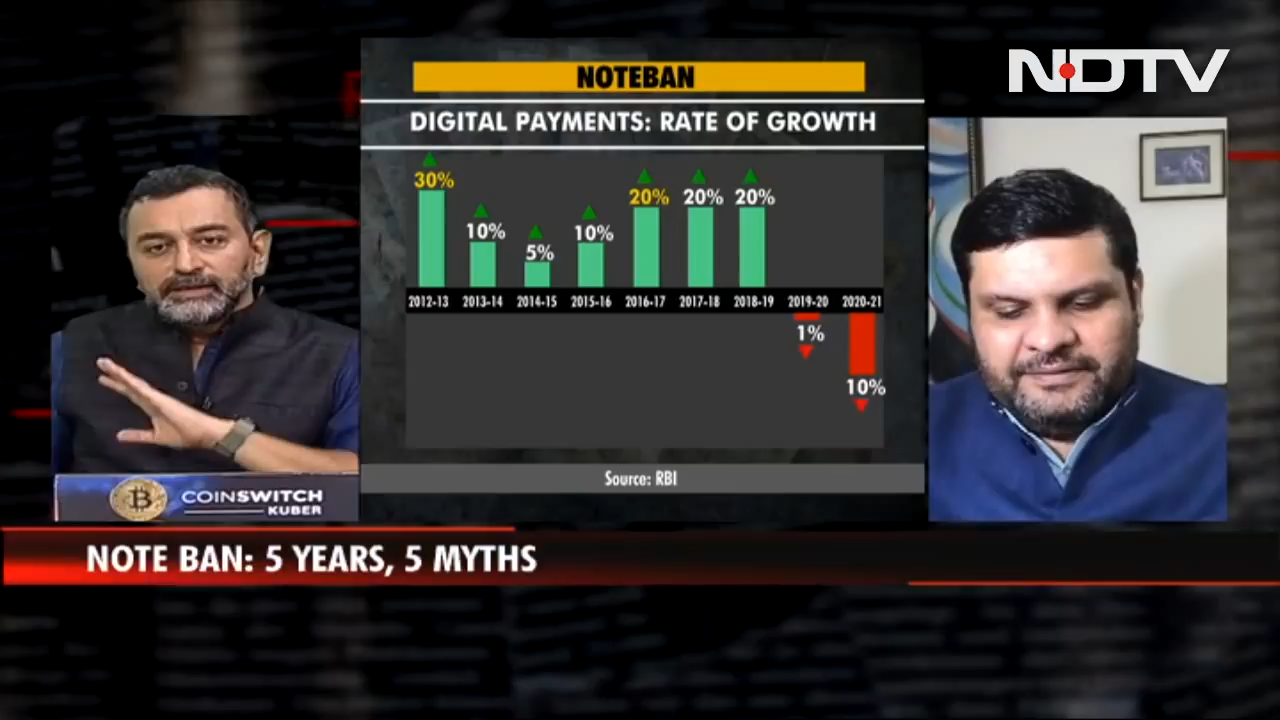 NDTV
NOTEBAN
DIGITAL PAYMENTS: RATE OF GROWTH
30% 10% 5% 10% 20% 20% 20%
2012-13 2013-14 2014-15 2015-16 2016-17 2017-18 2018-19 2019-20 2020-21
1%
10%
Source: RBI
COINSWITCH
KUBER
NOTE BAN: 5 YEARS, 5 MYTHS